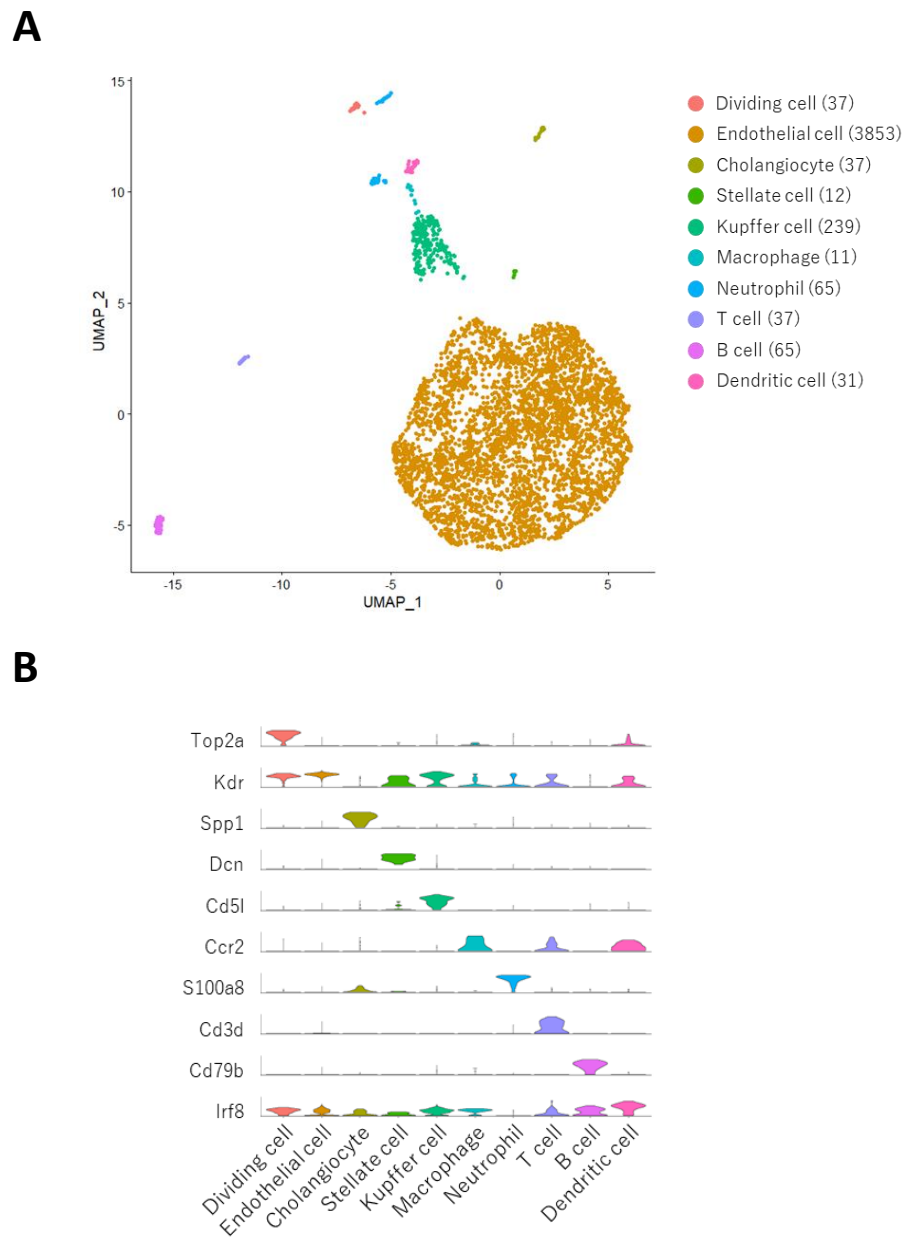 A
15
10
5
0
-5
UMAP_2
-15
-10
-5
0
5
UMAP_1
Dividing cell (37)
Endothelial cell (3853)
Cholangiocyte (37)
Stellate cell (12)
Kupffer cell (239)
Macrophage (11)
Neutrophil (65)
T cell (37)
B cell (65)
Dendritic cell (31)
B
Top2a
Kdr
Spp1
Dcn
Cd5l
Ccr2
S100a8
Cd3d
Cd79b
Irf8
Dividing cell
Endothelial cell
Cholangiocyte
Stellate cell
Kupffer cell
Macrophage
Neutrophil
T cell
B cell
Dendritic cell